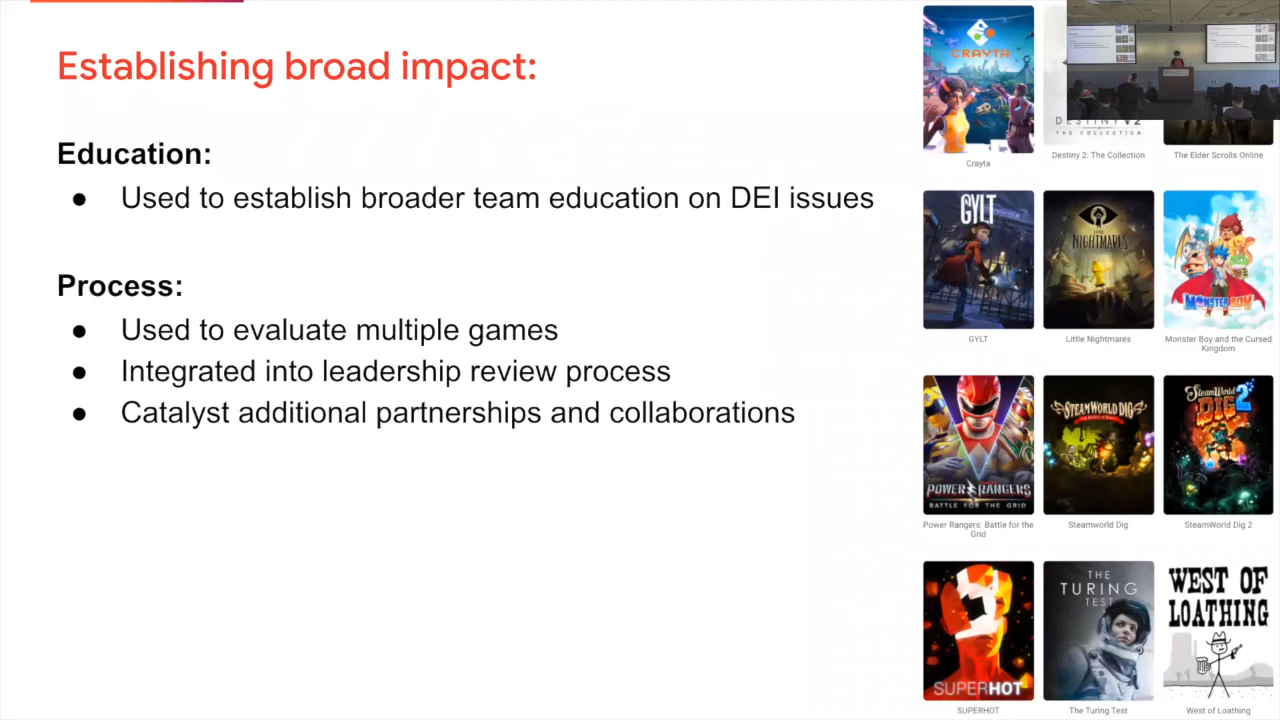 Establishing broad impact:
Education:
● Used to establish broader team education on DEI issues
Process:
● Used to evaluate multiple games
● Integrated into leadership review process
● Catalyst additional partnerships and collaborations
CRAYTA
Crayta
THE COLLECTION
Destiny 2: The Collection
The Elder Scrolls Online
GYLT
GYLT
LITTLE
NIGHTMARES
Little Nightmares
MONSTER BOY
Monster Boy and the Cursed
Kingdom
POWER RANGERS
BATTLE FOR THE GRID
Power Rangers: Battle for the
Grid
STEAMWORLD DIG
Steamworld Dig
SteamWorld
DIG 2
SteamWorld Dig 2
SUPERHOT
SUPERHOT
THE
TURING
TEST
The Turing Test
WEST OF
LOATHING
West of Loathing